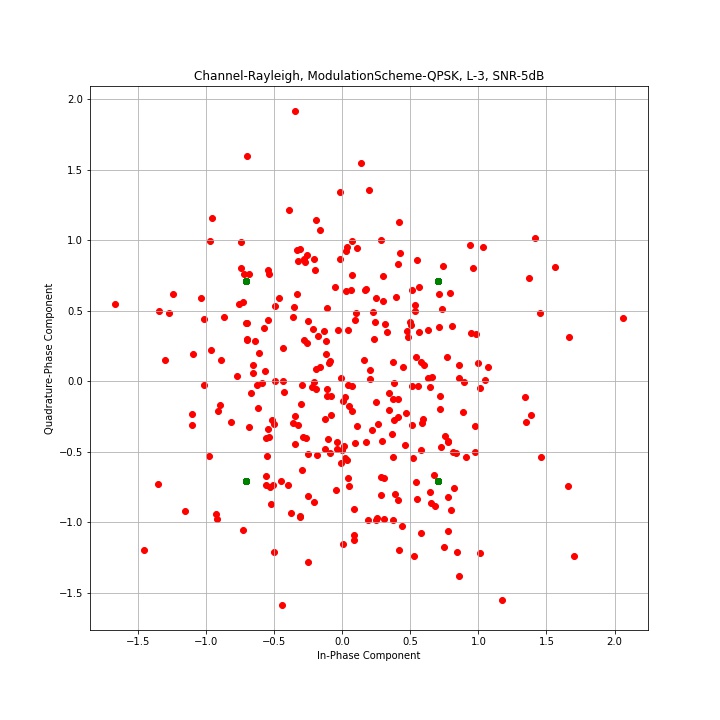 Channel-Rayleigh, ModulationScheme-QPSK, L-3, SNR-5dB
2.0
1.5
1.0
0.5
0.0
−0.5
−1.0
−1.5
Quadrature-Phase Component
−1.5 −1.0 −0.5 0.0 0.5 1.0 1.5 2.0
In-Phase Component